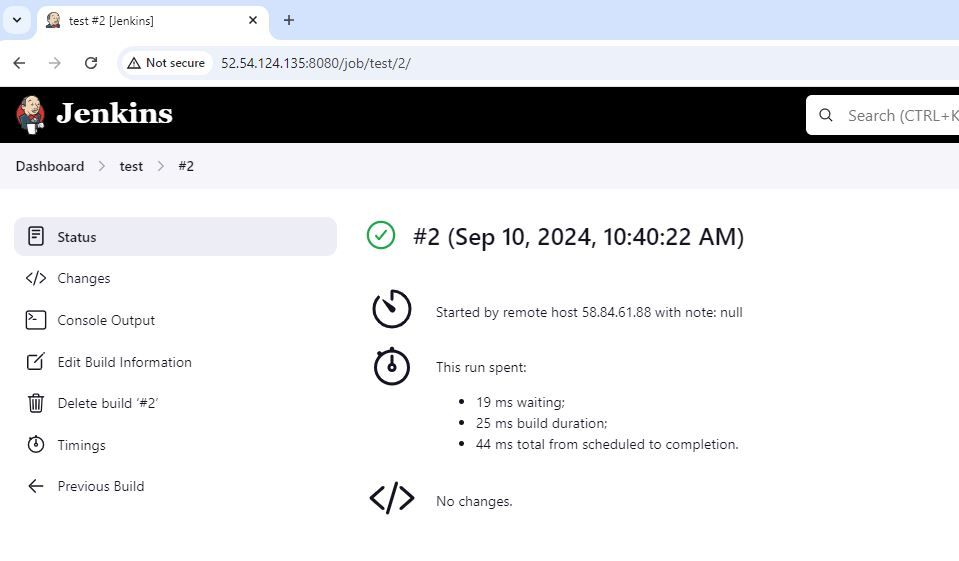 test #2 [Jenkins]
Not secure 52.54.124.135:8080/job/test/2/
Jenkins
Search (CTRL+K
Dashboard test #2
Status
Changes
Console Output
Edit Build Information
Delete build ‘#2’
Timings
Previous Build
#2 (Sep 10, 2024, 10:40:22 AM)
Started by remote host 58.84.61.88 with note: null
This run spent:
19 ms waiting;
25 ms build duration;
44 ms total from scheduled to completion.
No changes.